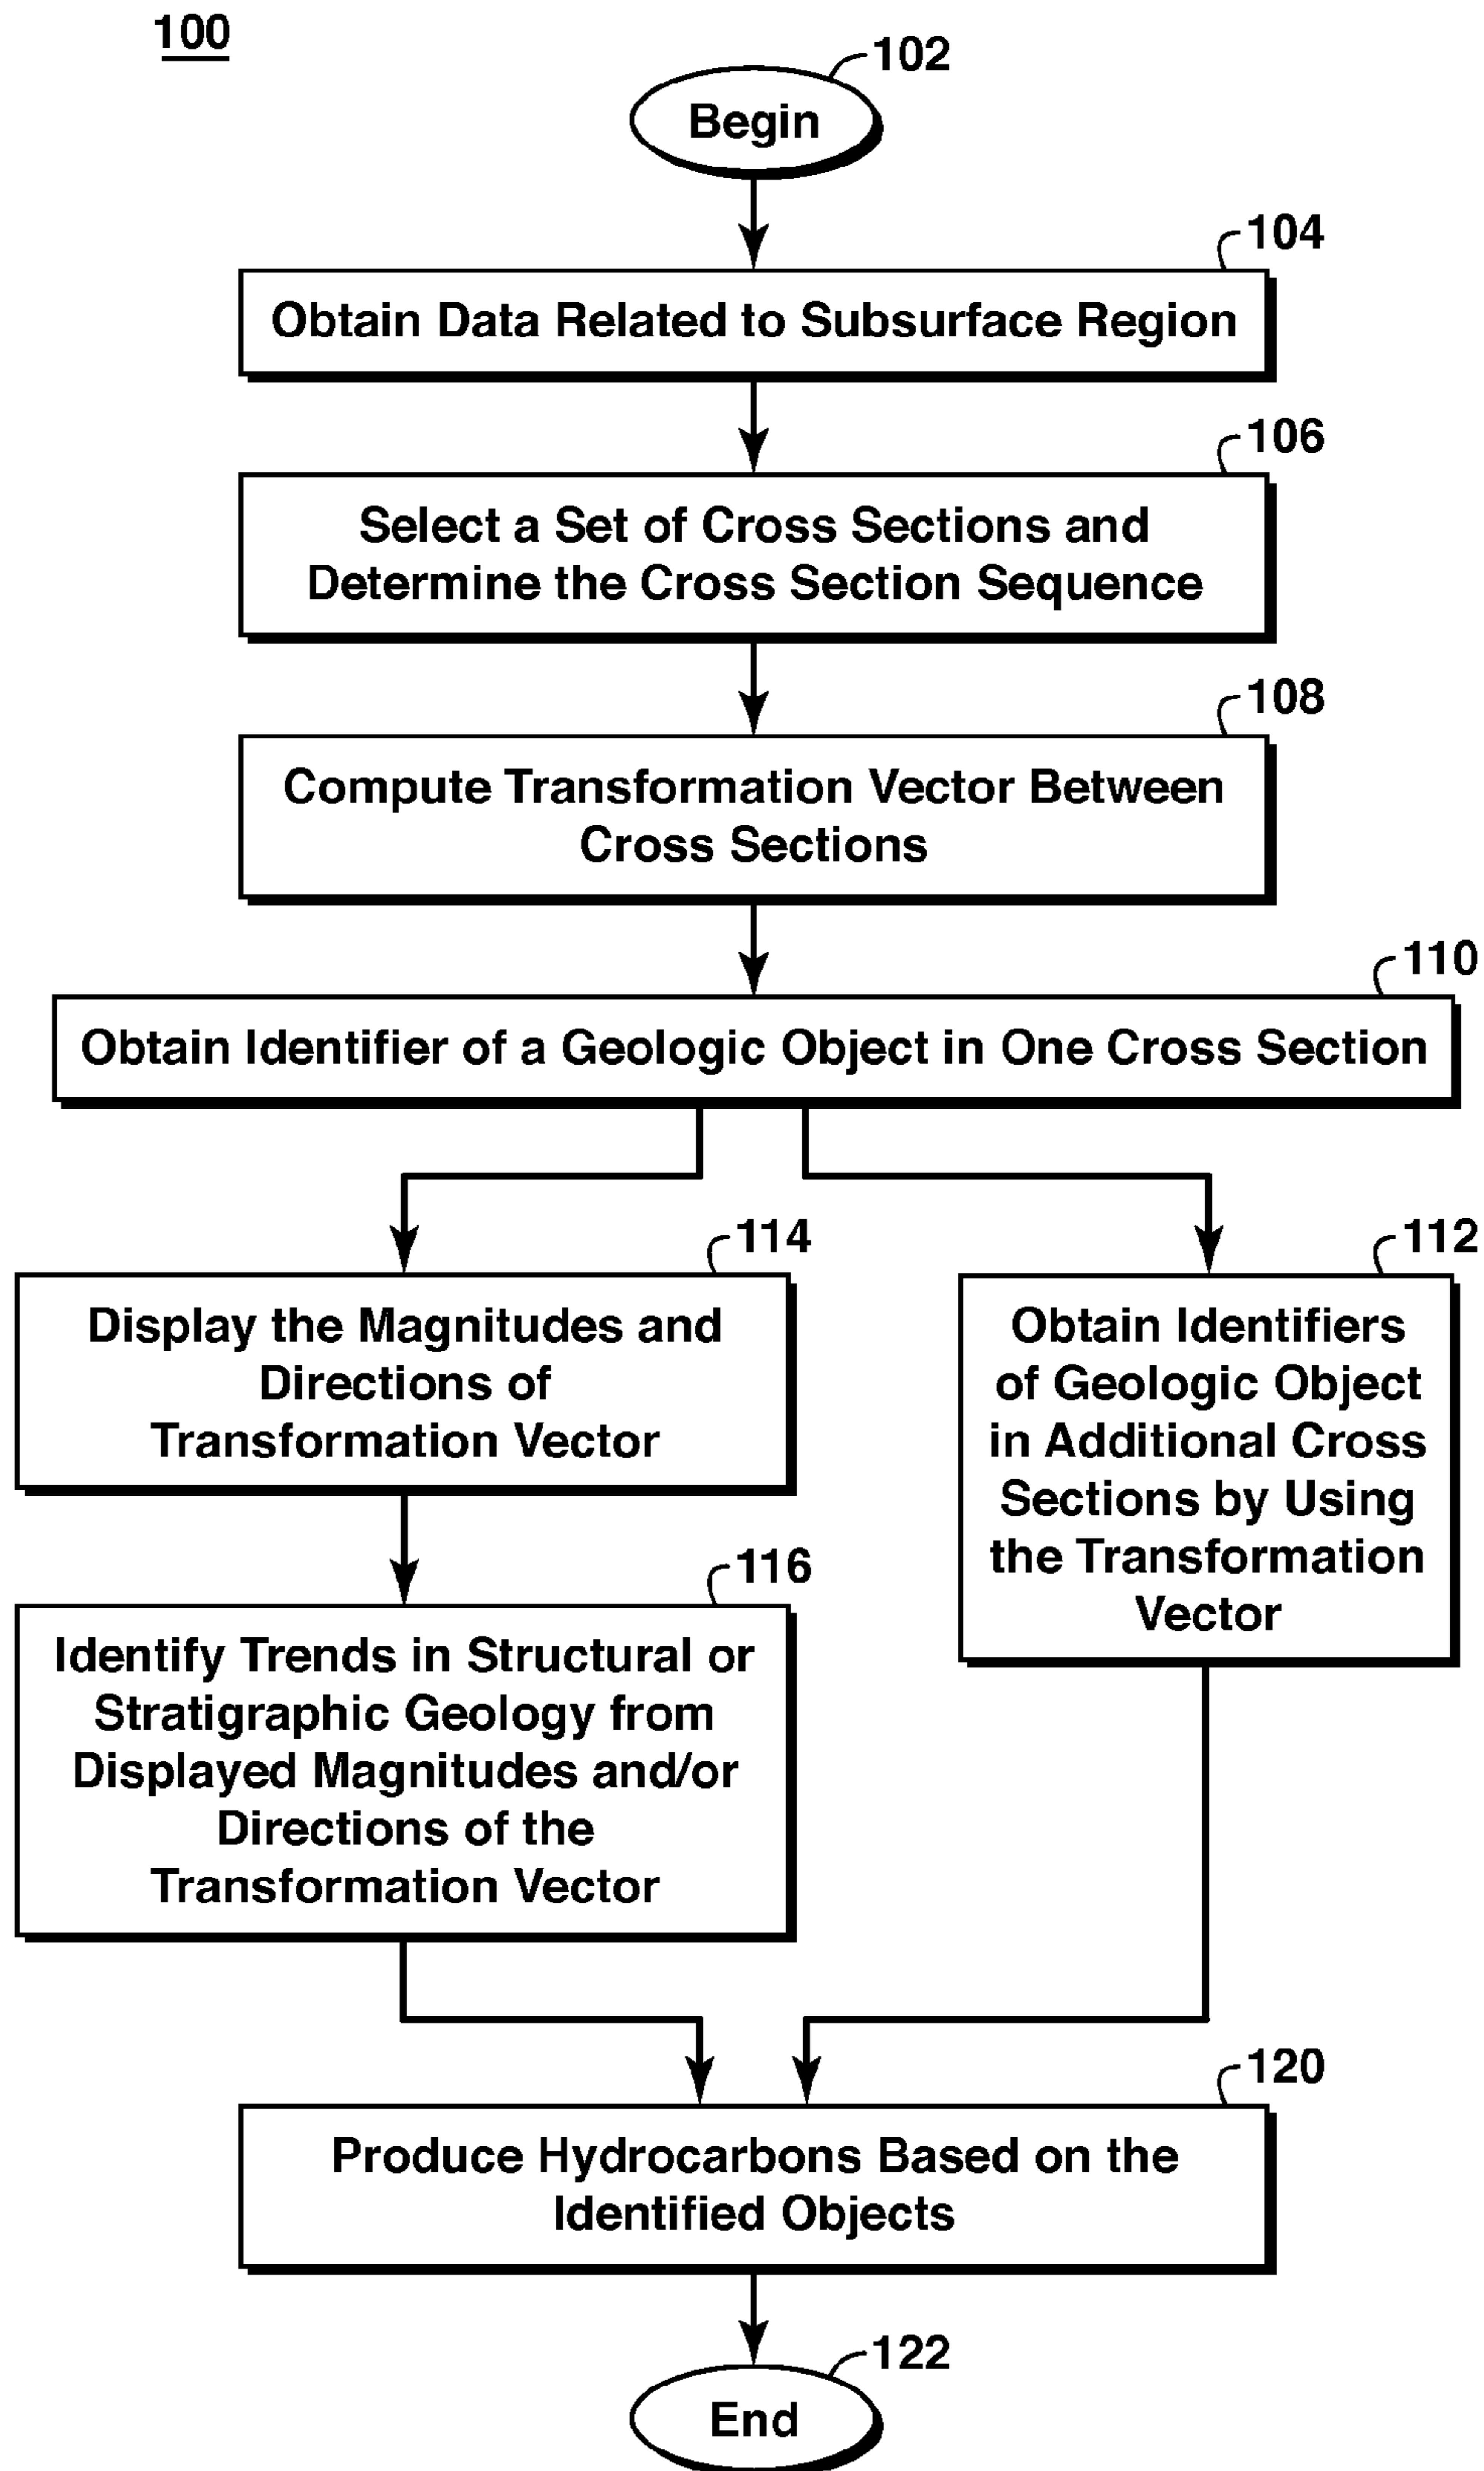 100
102
Begin
104
Obtain Data Related to Subsurface Region
106
Select a Set of Cross Sections and
Determine the Cross Section Sequence
108
Compute Transformation Vector Between
Cross Sections
110
Obtain Identifier of a Geologic Object in One Cross Section
114
Display the Magnitudes and
Directions of
Transformation Vector
112
Obtain Identifiers
of Geologic Object
in Additional Cross
Sections by Using
the Transformation
Vector
116
Identify Trends in Structural or
Stratigraphic Geology from
Displayed Magnitudes and/or
Directions of the
Transformation Vector
120
Produce Hydrocarbons Based on the
Identified Objects
122
End